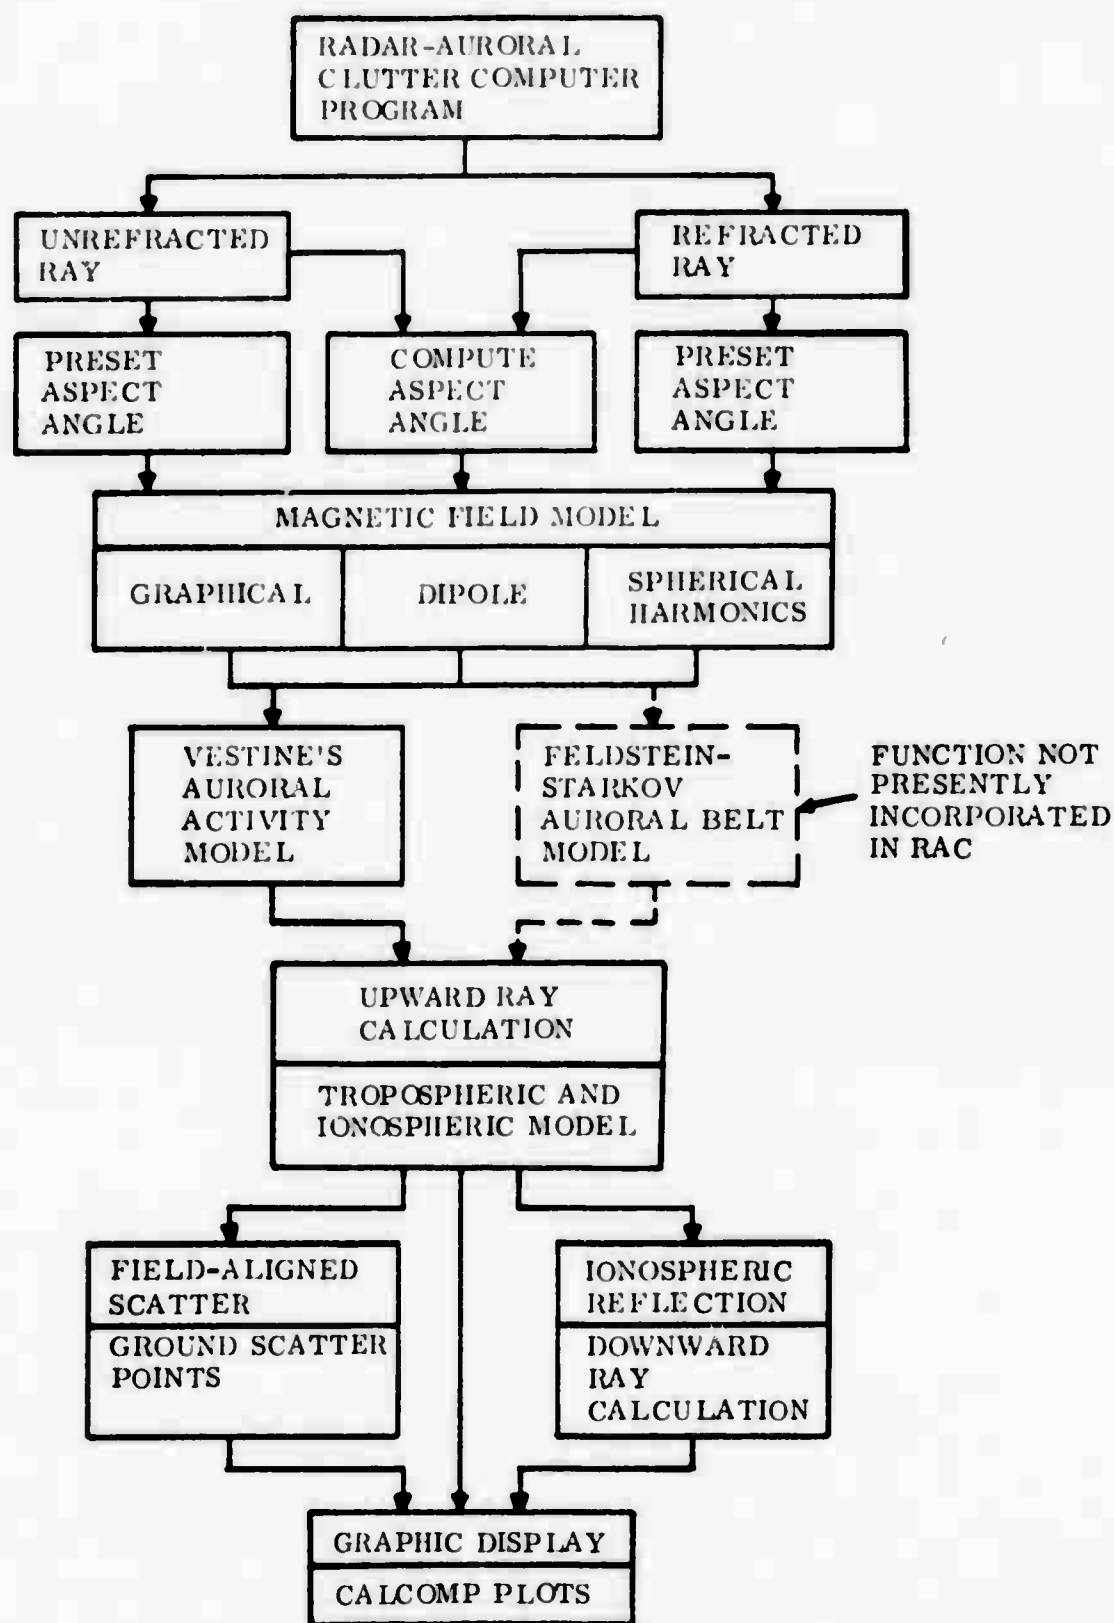 RADAR-AURORAL
CLUTTER COMPUTER
PROGRAM
UNREFRACTED
RAY
REFRACTED
RAY
PRESET
ASPECT
ANGLE
COMPUTE
ASPECT
ANGLE
PRESET
ASPECT
ANGLE
MAGNETIC FIELD MODEL
GRAPHICAL
DIPOLE
SPHERICAL
HARMONICS
VESTINE'S
AURORAL
ACTIVITY
MODEL
FELDSTEIN-
STARKOV
AURORAL BELT
MODEL
FUNCTION NOT
PRESENTLY
INCORPORATED
IN RAC
UPWARD RAY
CALCULATION
TROPOSPHERIC AND
IONOSPHERIC MODEL
FIELD-ALIGNED
SCATTER
GROUND SCATTER
POINTS
IONOSPHERIC
REFLECTION
DOWNWARD
RAY
CALCULATION
GRAPHIC DISPLAY
CALCOMP PLOTS